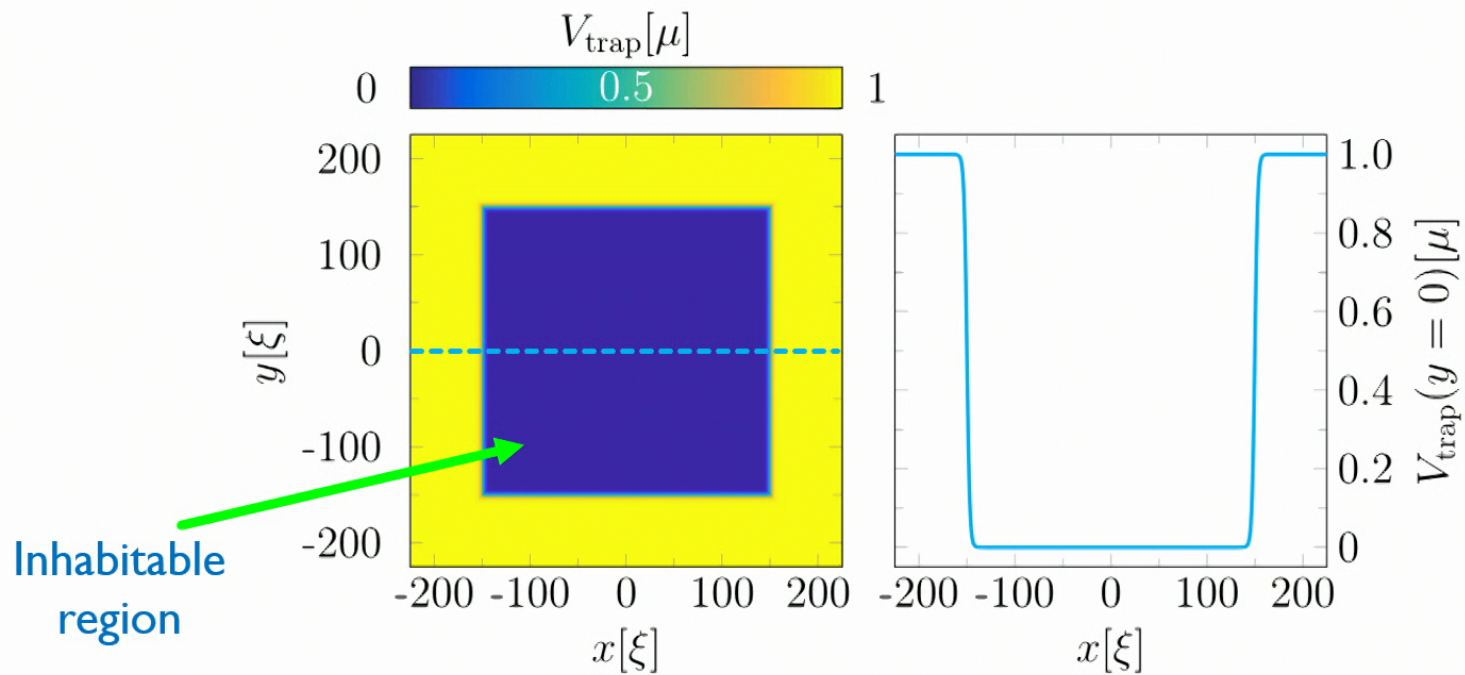 V_trap[μ]
0 0.5 1
200
100
0
-100
-200
y[ξ]
-200 -100 0 100 200
x[ξ]
1.0
0.8
0.6
0.4
0.2
0
V_trap(y = 0)[μ]
-200 -100 0 100 200
x[ξ]
Inhabitable
region